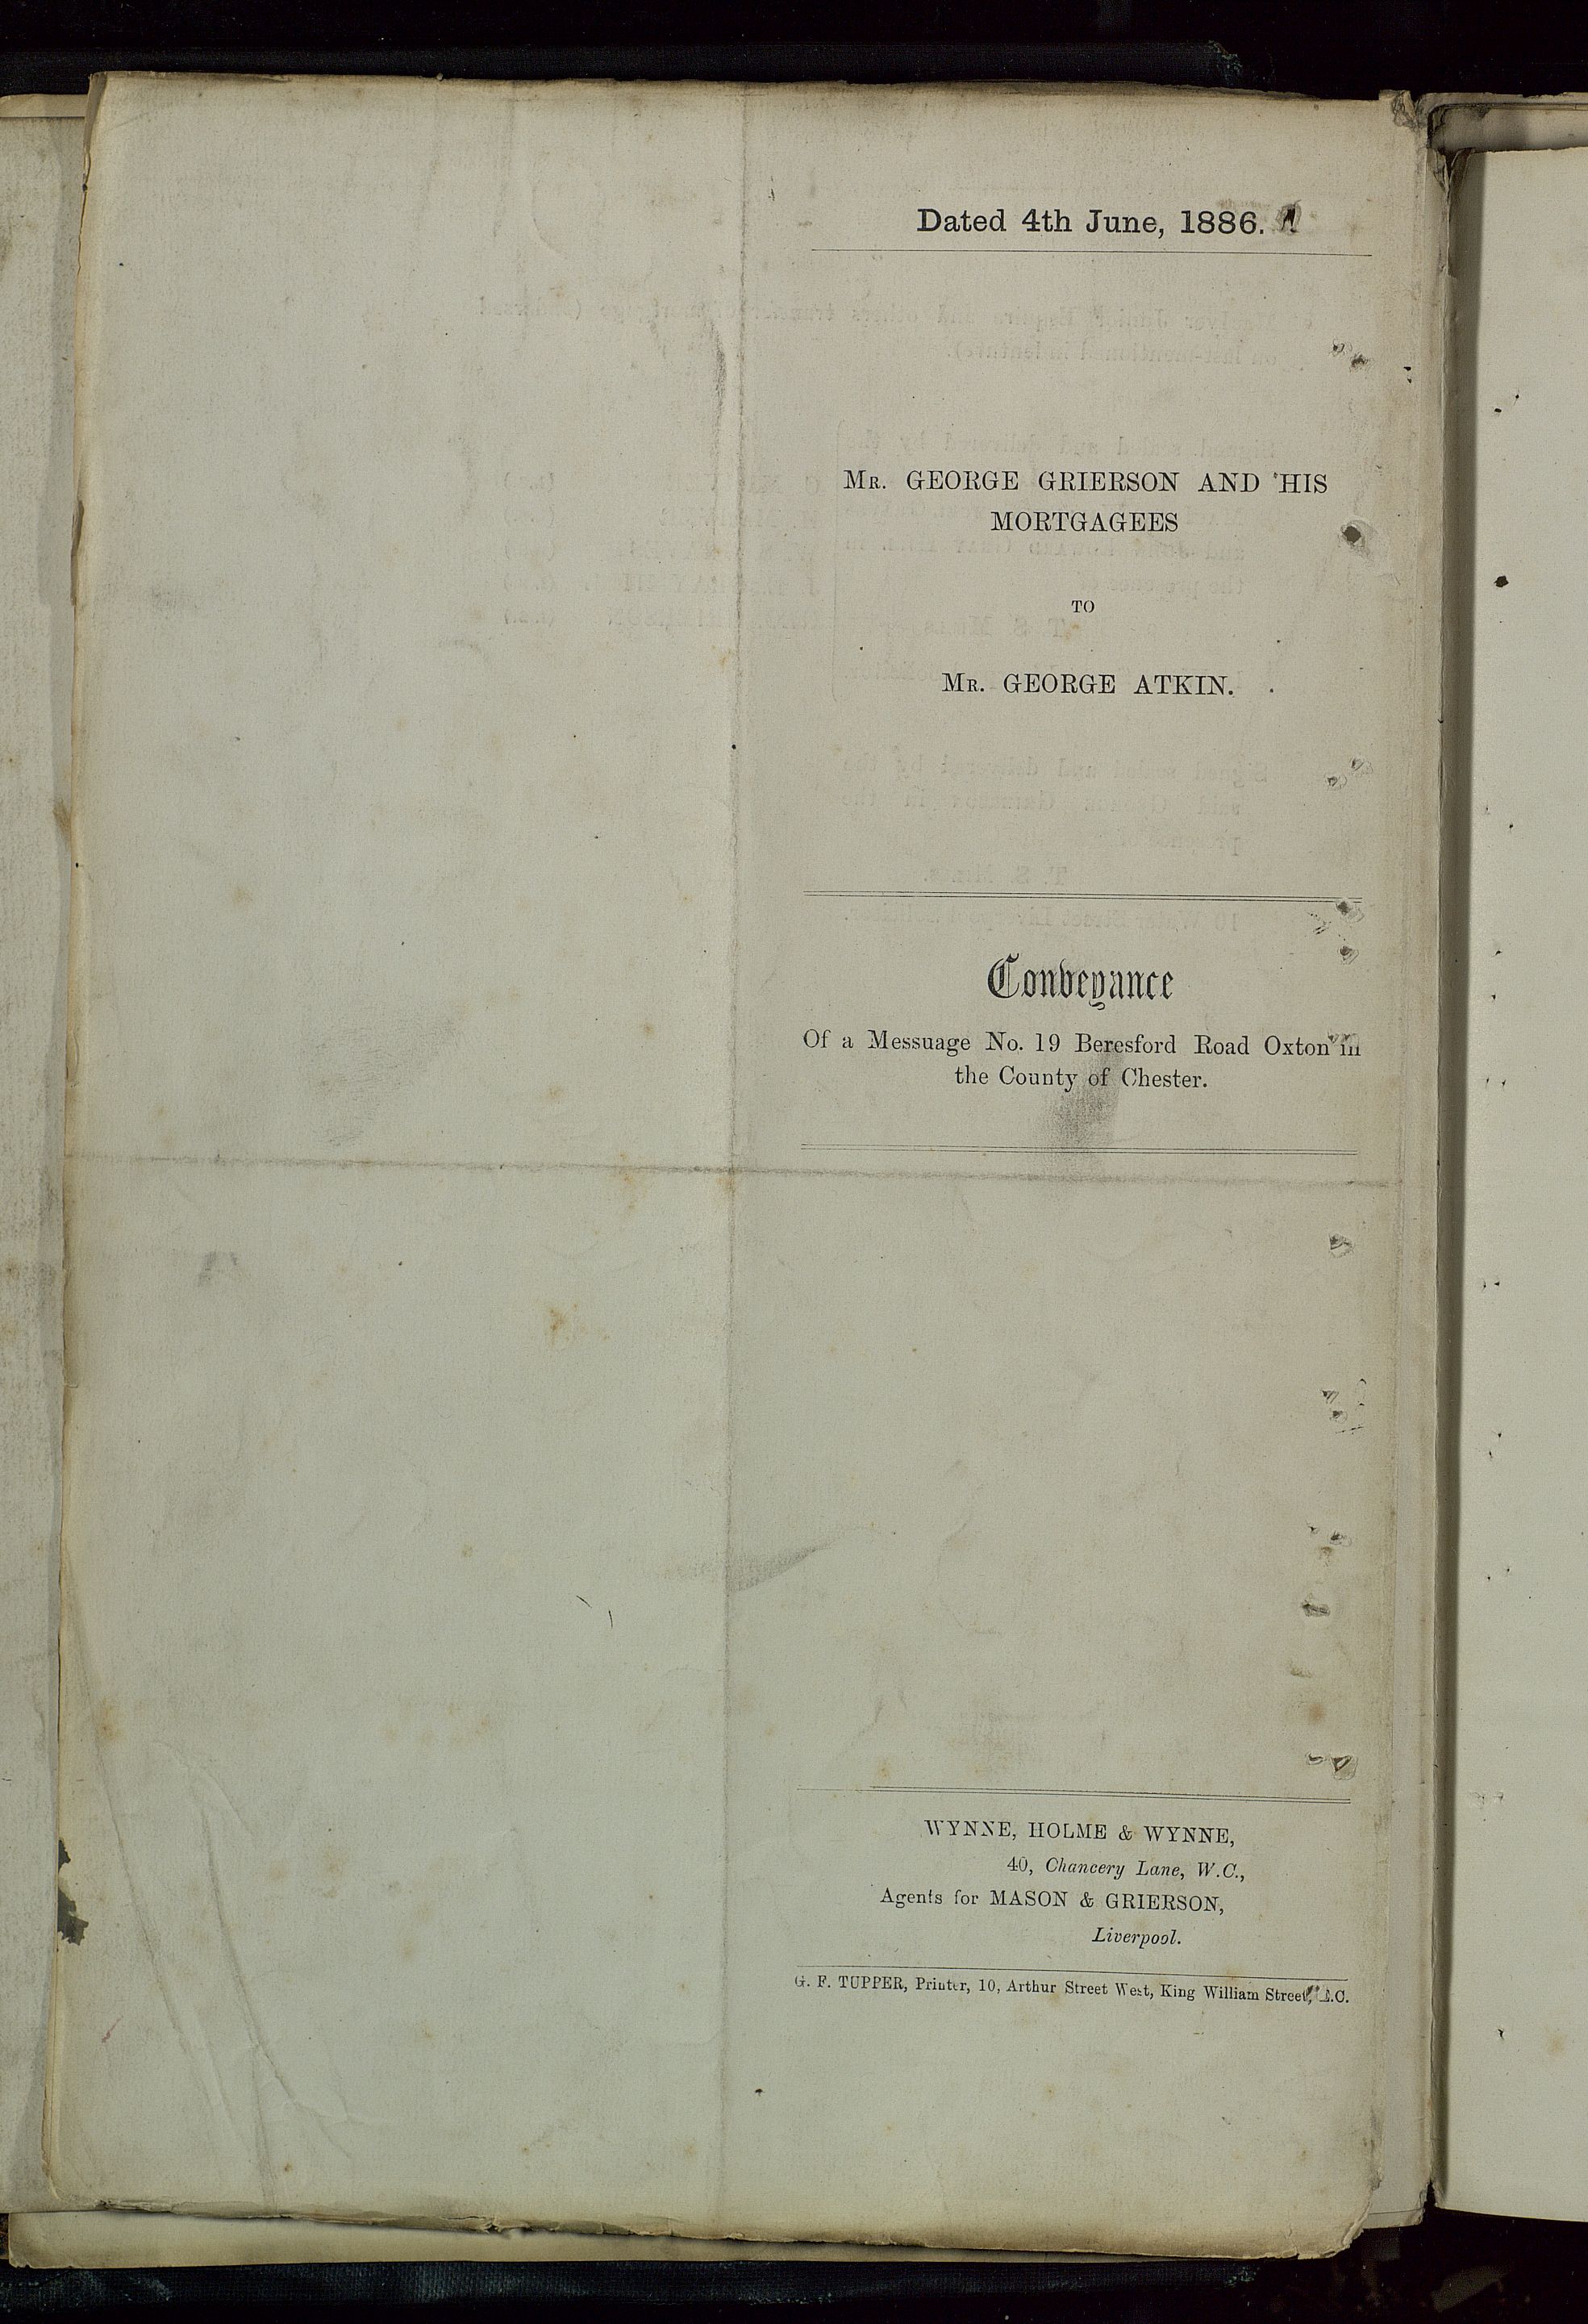 Dated 4th June, 1886.
Mr. GEORGE GRIERSON AND HIS
MORTGAGEES
TO
Mr. GEORGE ATKIN.
Conveyance
Of a Messuage No. 19 Beresford Road Oxton in
the County of Chester.
WYNNE, HOLME & WYNNE,
40, Chancery Lane, W.C.,
Agents for MASON & GRIERSON,
Liverpool.
G. F. TUPPER, Printer, 10, Arthur Street West, King William Street, E.C.